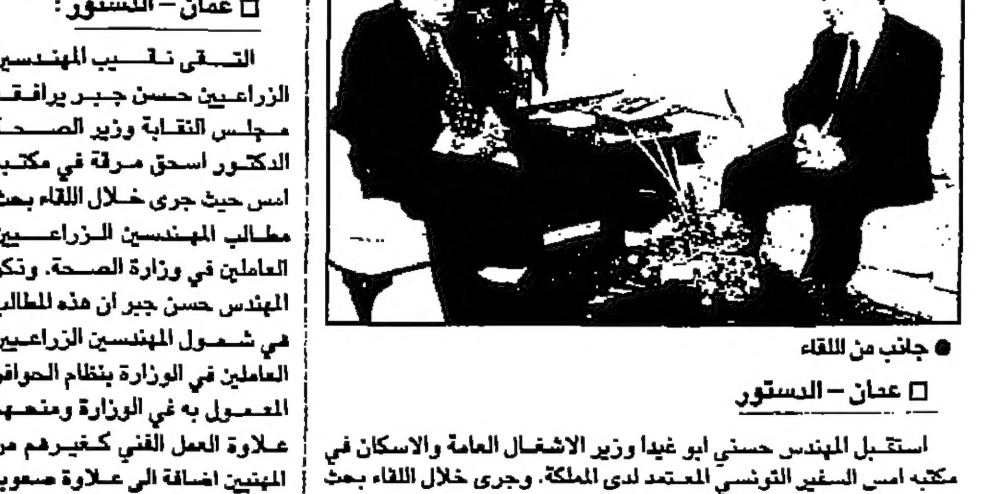 ● جانب من اللقاء
□ عمان – الدستور
استقبل المهندس حسني ابو غيدا وزير الاشغال العامة والاسكان في
مكتبه امس السفير التونسي المعتمد لدى المملكة. وجرى خلال اللقاء بحث
□ عمان – الدستور :
التـقى نـقـيب المهندسين
الزراعيين حسن جبر يرافقه
مجلس النقابة وزير الصحة
الدكتور اسحق مرقة في مكتبه
امس حيث جرى خلال اللقاء بحث
مطالب المهندسين الزراعيين
العاملين في وزارة الصحة. وذكر
المهندس حسن جبر ان هذه المطالب
هي شمول المهندسين الزراعيين
العاملين في الوزارة بنظام الحوافز
المعمول به في الوزارة ومنحهم
علاوة العمل الفني كغيرهم من
المهنيين اضافة الى علاوة صعوبة